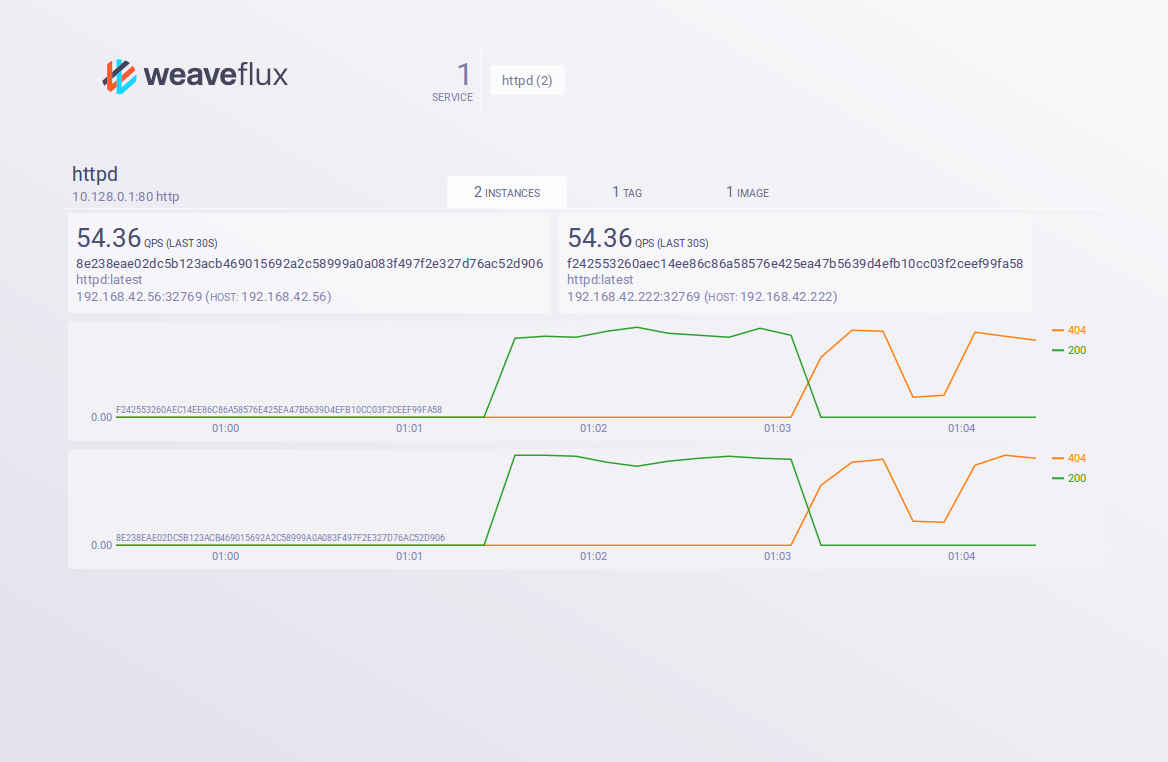 weaveflux
1
SERVICE
httpd (2)
httpd
10.128.0.1:80 http
2 INSTANCES
1 TAG
1 IMAGE
54.36 QPS (LAST 30S)
8e238eae02dc5b123acb469015692a2c58999a0a083f497f2e327d76ac52d906
httpd:latest
192.168.42.56:32769 (HOST: 192.168.42.56)
54.36 QPS (LAST 30S)
f242553260aec14ee86c86a58576e425ea47b5639d4efb10cc03f2ceef99fa58
httpd:latest
192.168.42.222:32769 (HOST: 192.168.42.222)
404
200
F242553260AEC14EE86C86A58576E425EA47B5639D4EFB10CC03F2CEEF99FA58
0.00
01:00 01:01 01:02 01:03 01:04
404
200
8E238EAE02DC5B123ACB469015692A2C58999A0A083F497F2E327D76AC52D906
0.00
01:00 01:01 01:02 01:03 01:04